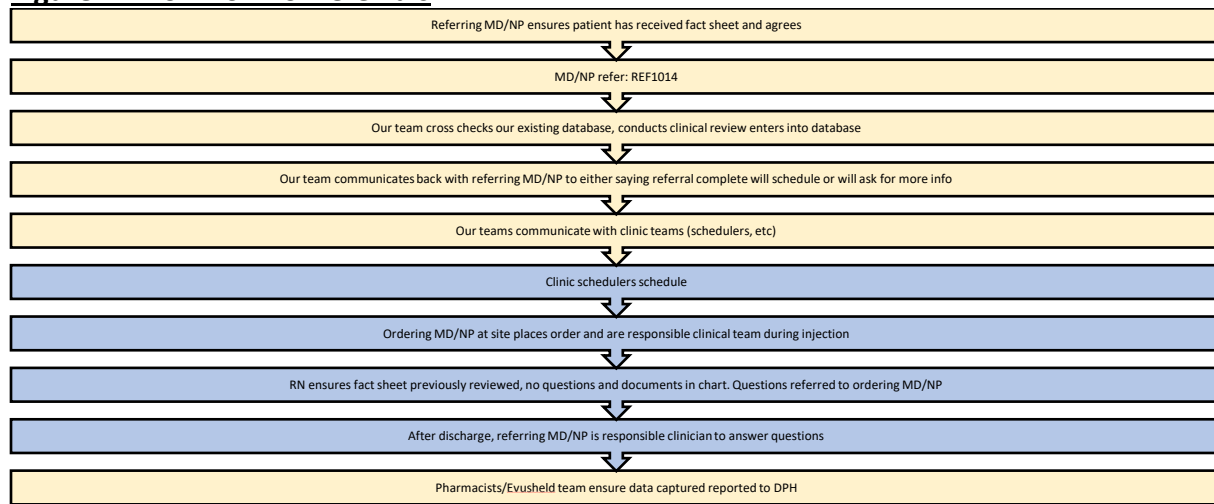 Referring MD/NP ensures patient has received fact sheet and agrees
MD/NP refer: REF1014
Our team cross checks our existing database, conducts clinical review enters into database
Our team communicates back with referring MD/NP to either saying referral complete will schedule or will ask for more info
Our teams communicate with clinic teams (schedulers, etc)
Clinic schedulers schedule
Ordering MD/NP at site places order and are responsible clinical team during injection
RN ensures fact sheet previously reviewed, no questions and documents in chart. Questions referred to ordering MD/NP
After discharge, referring MD/NP is responsible clinician to answer questions
Pharmacists/Evusheld team ensure data captured reported to DPH